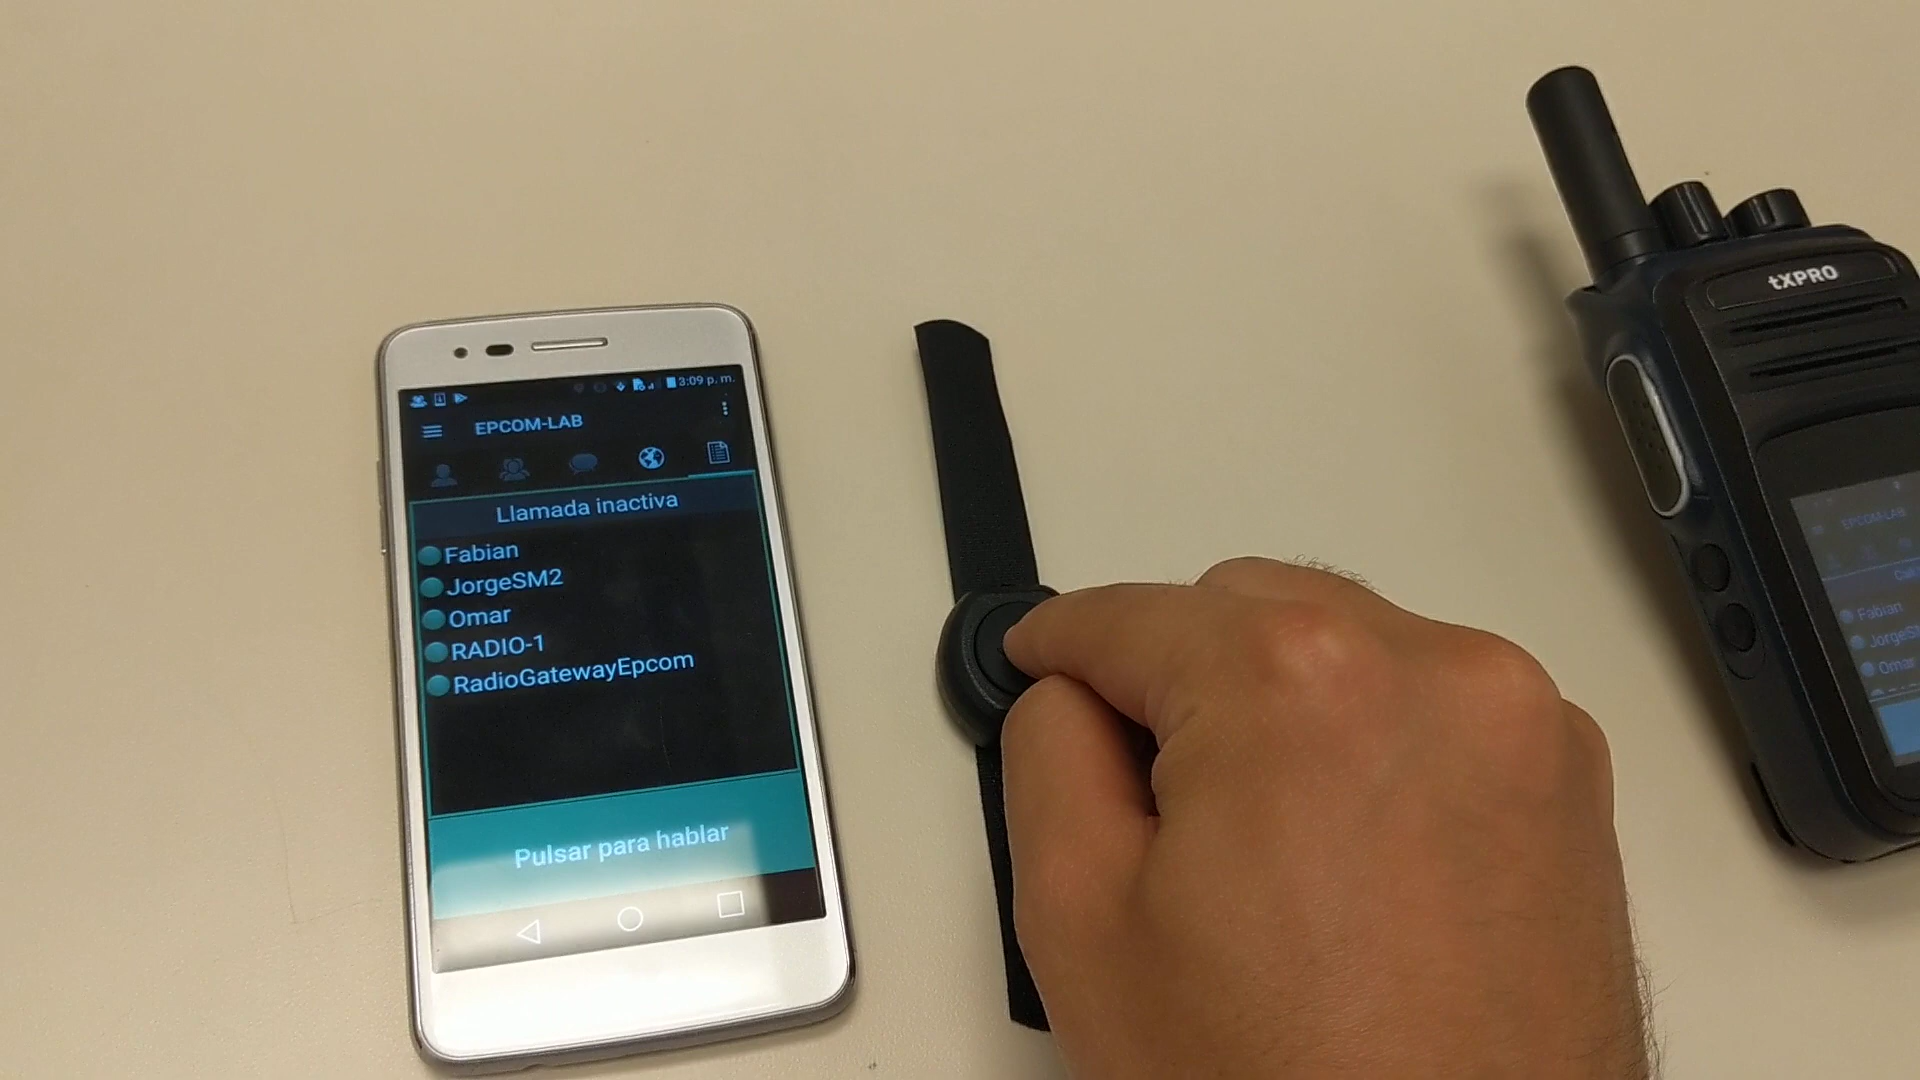 3:09 p. m.
EPCOM-LAB
Llamada inactiva
Fabian
JorgeSM2
Omar
RADIO-1
RadioGatewayEpcom
Pulsar para hablar
tXPRO
EPCOM-LAB
Fabian
Omar